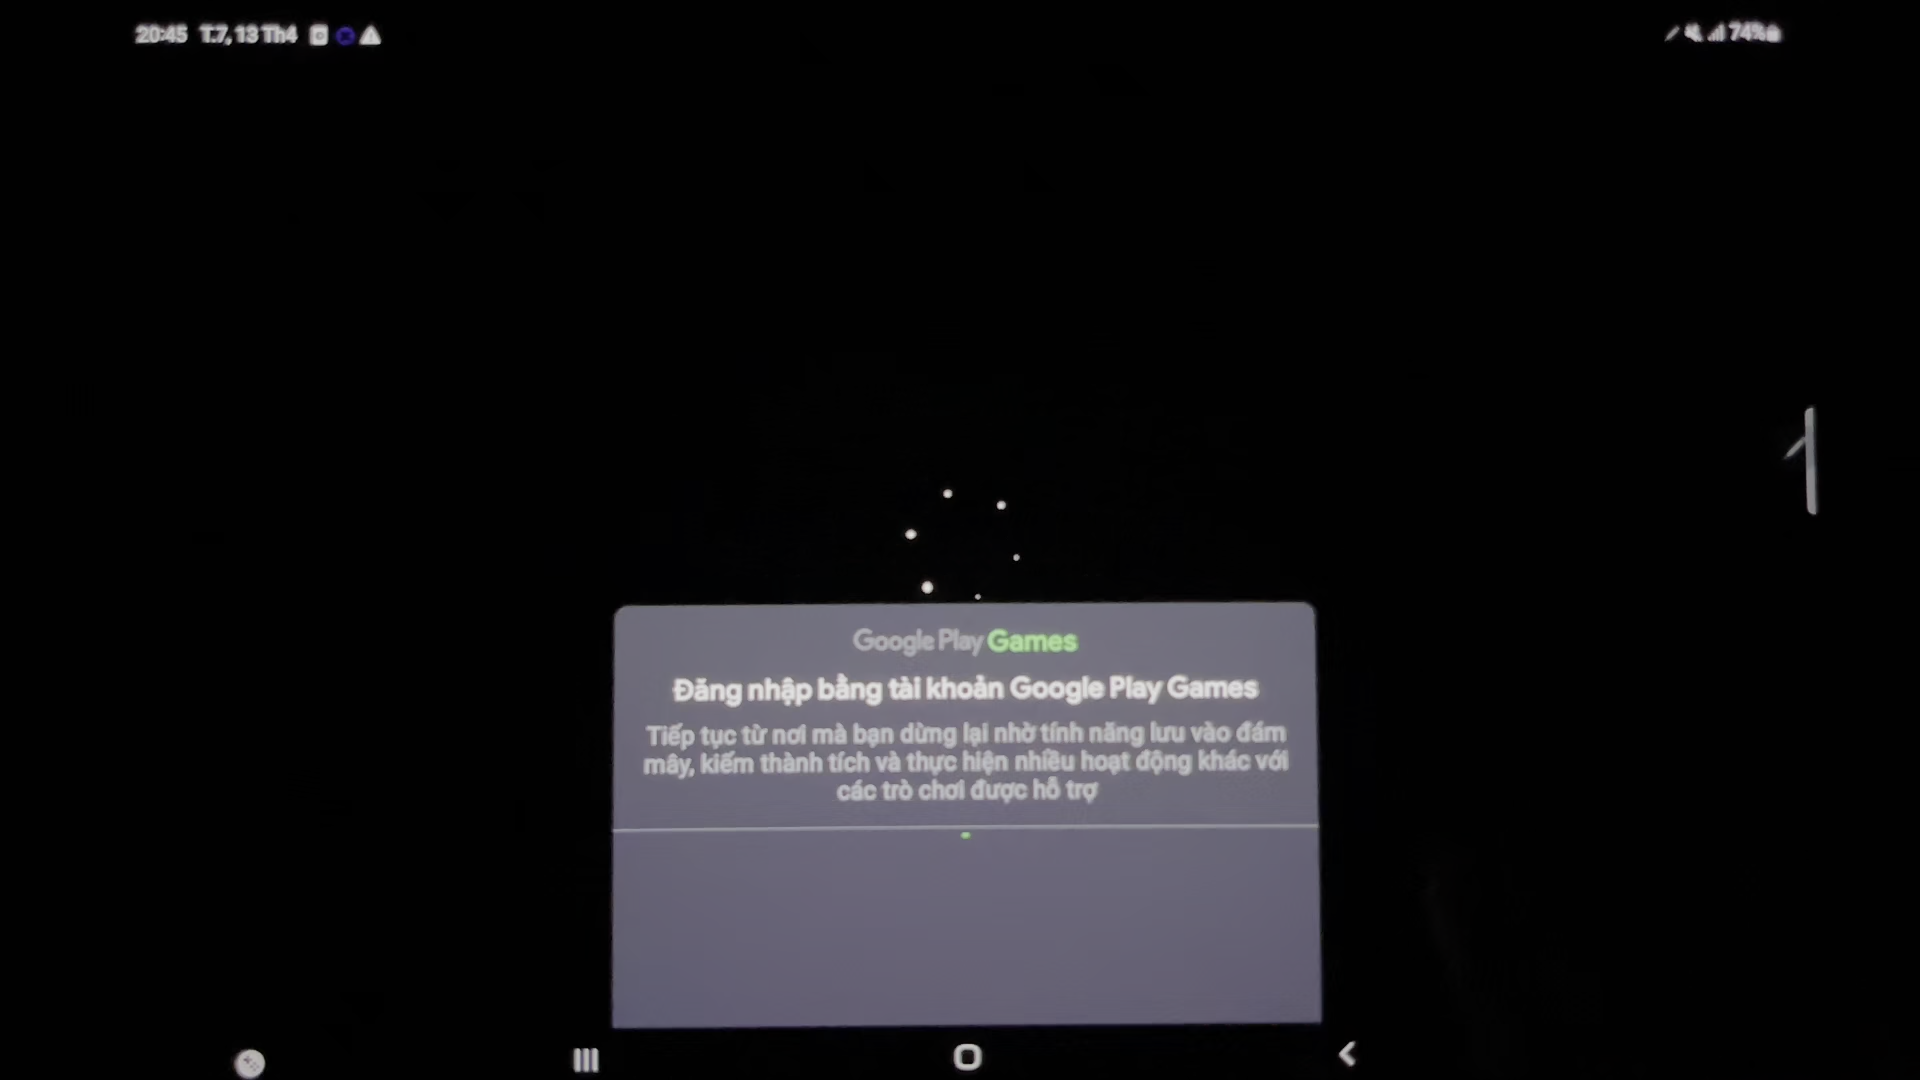 20:45 T.7, 13 Th4
74%
Google Play Games
Đăng nhập bằng tài khoản Google Play Games
Tiếp tục từ nơi mà bạn dừng lại nhờ tính năng lưu vào đám
mây, kiếm thành tích và thực hiện nhiều hoạt động khác với
các trò chơi được hỗ trợ